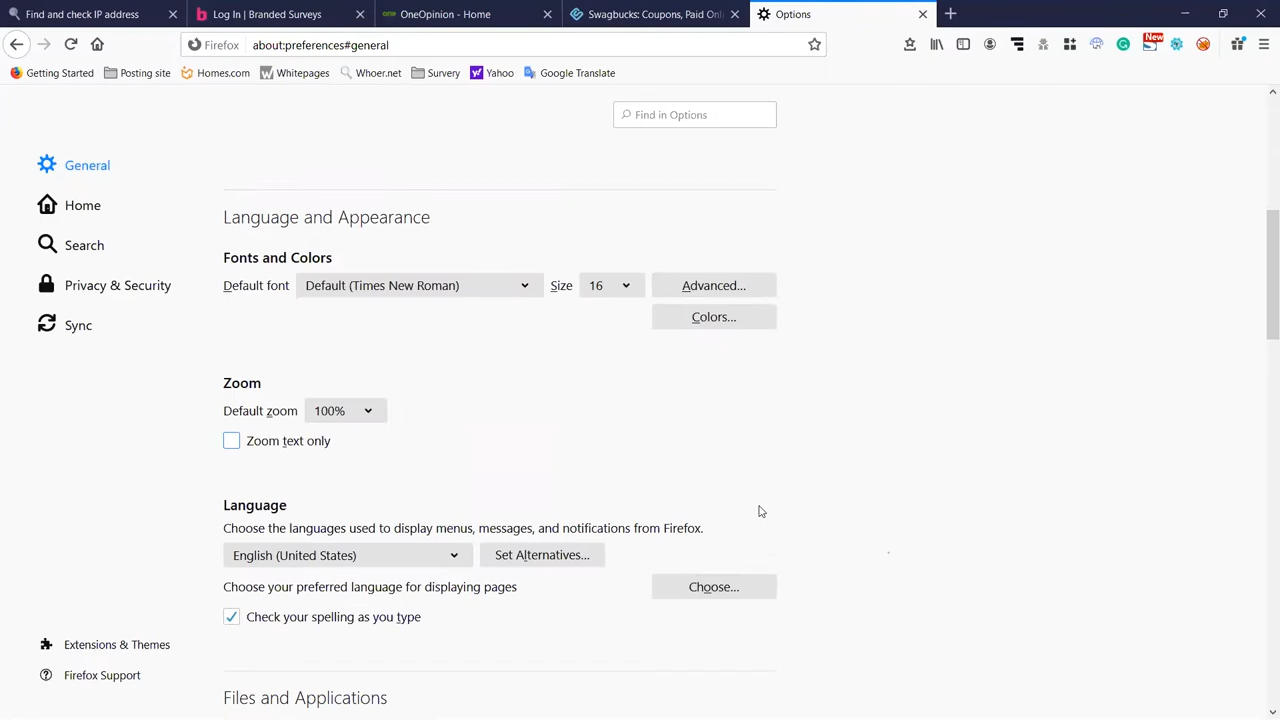 Find and check IP address
Log In | Branded Surveys
OneOpinion - Home
Swagbucks: Coupons, Paid Onl
Options
Firefox
about:preferences#general
New
Getting Started
Posting site
Homes.com
Whitepages
Whoer.net
Survery
Yahoo
Google Translate
Find in Options
General
Home
Search
Privacy & Security
Sync
Extensions & Themes
Firefox Support
Language and Appearance
Fonts and Colors
Default font Default (Times New Roman) Size 16 Advanced...
Colors...
Zoom
Default zoom 100%
Zoom text only
Language
Choose the languages used to display menus, messages, and notifications from Firefox.
English (United States) Set Alternatives...
Choose your preferred language for displaying pages Choose...
Check your spelling as you type
Files and Applications